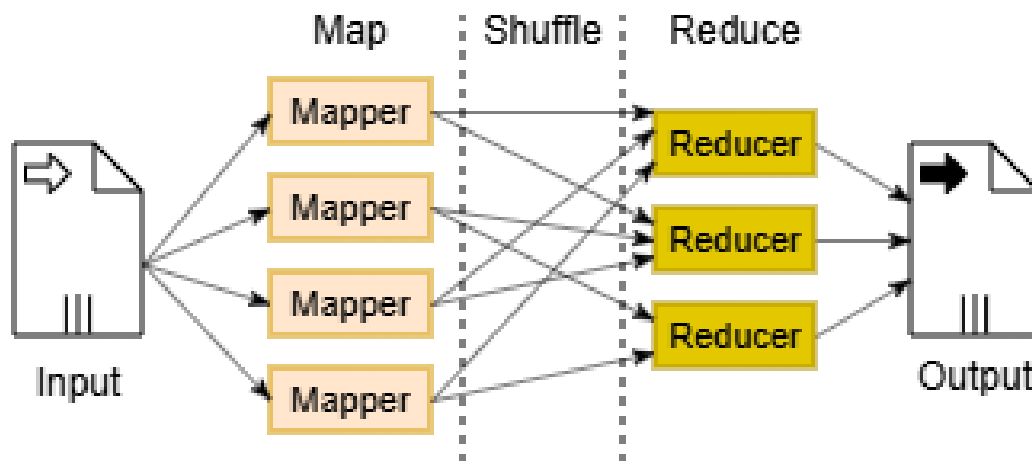 Map
Shuffle
Reduce
Mapper
Mapper
Mapper
Mapper
Reducer
Reducer
Reducer
Input
Output